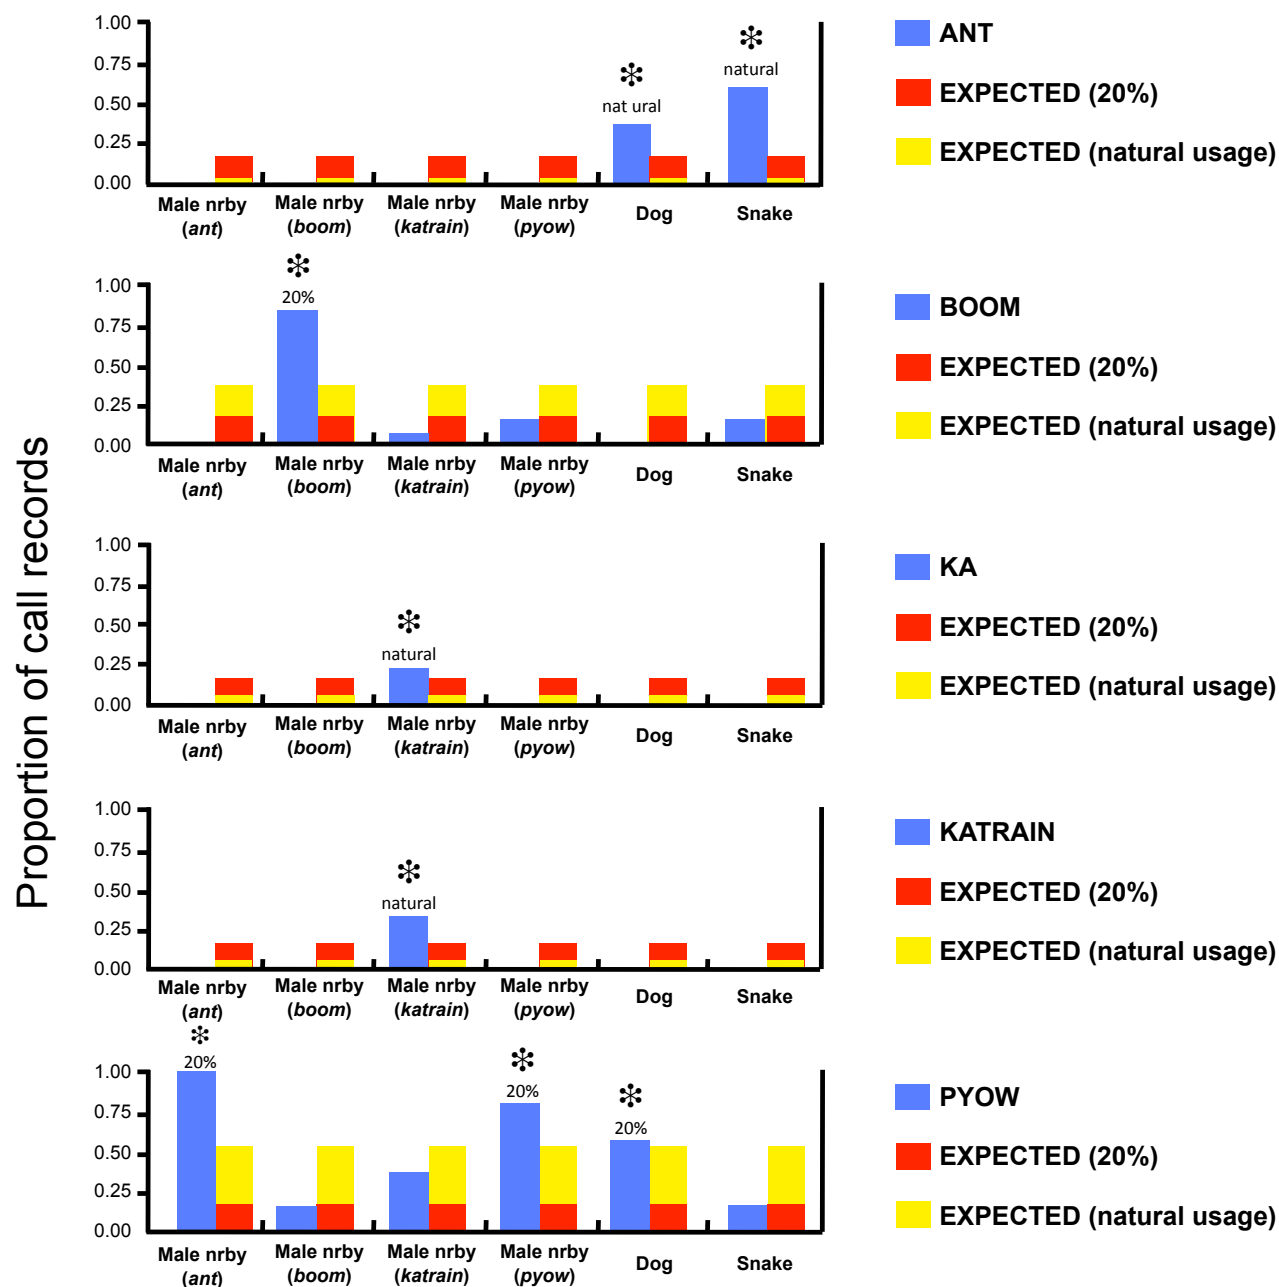 Proportion of call records
1.00
0.75
0.50
0.25
0.00
nat ural
natural
Male nrby
(ant)
Male nrby
(boom)
Male nrby
(katrain)
Male nrby
(pyow)
Dog
Snake
ANT
EXPECTED (20%)
EXPECTED (natural usage)
1.00
0.75
0.50
0.25
0.00
20%
Male nrby
(ant)
Male nrby
(boom)
Male nrby
(katrain)
Male nrby
(pyow)
Dog
Snake
BOOM
EXPECTED (20%)
EXPECTED (natural usage)
1.00
0.75
0.50
0.25
0.00
natural
Male nrby
(ant)
Male nrby
(boom)
Male nrby
(katrain)
Male nrby
(pyow)
Dog
Snake
KA
EXPECTED (20%)
EXPECTED (natural usage)
1.00
0.75
0.50
0.25
0.00
natural
Male nrby
(ant)
Male nrby
(boom)
Male nrby
(katrain)
Male nrby
(pyow)
Dog
Snake
KATRAIN
EXPECTED (20%)
EXPECTED (natural usage)
1.00
0.75
0.50
0.25
0.00
20%
20%
20%
Male nrby
(ant)
Male nrby
(boom)
Male nrby
(katrain)
Male nrby
(pyow)
Dog
Snake
PYOW
EXPECTED (20%)
EXPECTED (natural usage)